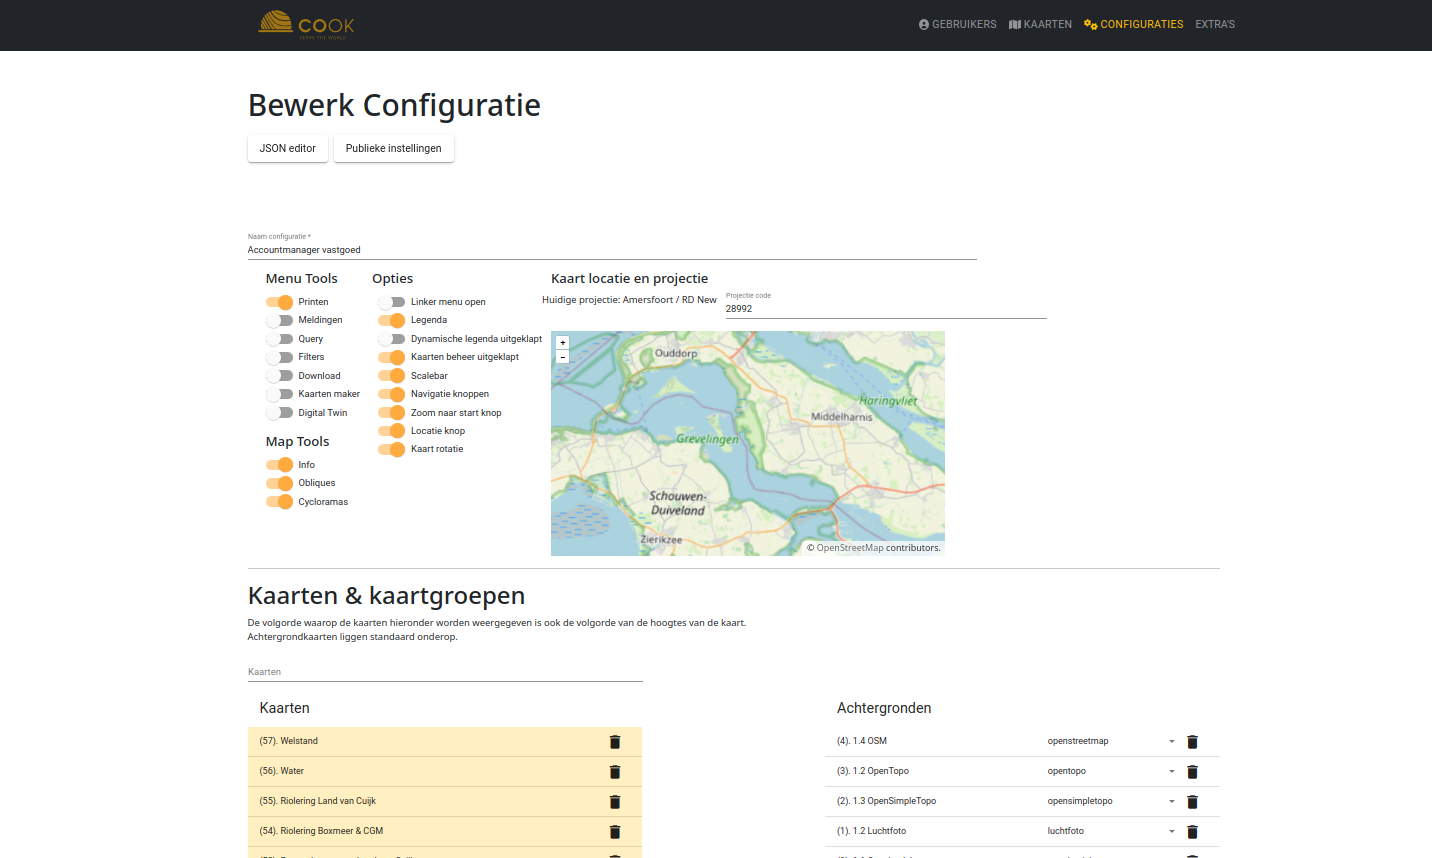 COOK
SERVE THE WORLD
GEBRUIKERS KAARTEN CONFIGURATIES EXTRA'S
Bewerk Configuratie
JSON editor Publieke instellingen
Naam configuratie *
Accountmanager vastgoed
Menu Tools
Printen
Meldingen
Query
Filters
Download
Kaarten maker
Digital Twin
Map Tools
Info
Obliques
Cycloramas
Opties
Linker menu open
Legenda
Dynamische legenda uitgeklapt
Kaarten beheer uitgeklapt
Scalebar
Navigatie knoppen
Zoom naar start knop
Locatie knop
Kaart rotatie
Kaart locatie en projectie
Huidige projectie: Amersfoort / RD New
Projectie code
28992
+
−
Ouddorp
Haringvliet
Middelharnis
Grevelingen
Schouwen-
Duiveland
Zierikzee
© OpenStreetMap contributors.
Kaarten & kaartgroepen
De volgorde waarop de kaarten hieronder worden weergegeven is ook de volgorde van de hoogtes van de kaart.
Achtergrondkaarten liggen standaard onderop.
Kaarten
Kaarten
(57). Welstand
(56). Water
(55). Riolering Land van Cuijk
(54). Riolering Boxmeer & CGM
Achtergronden
(4). 1.4 OSM openstreetmap
(3). 1.2 OpenTopo opentopo
(2). 1.3 OpenSimpleTopo opensimpletopo
(1). 1.2 Luchtfoto luchtfoto